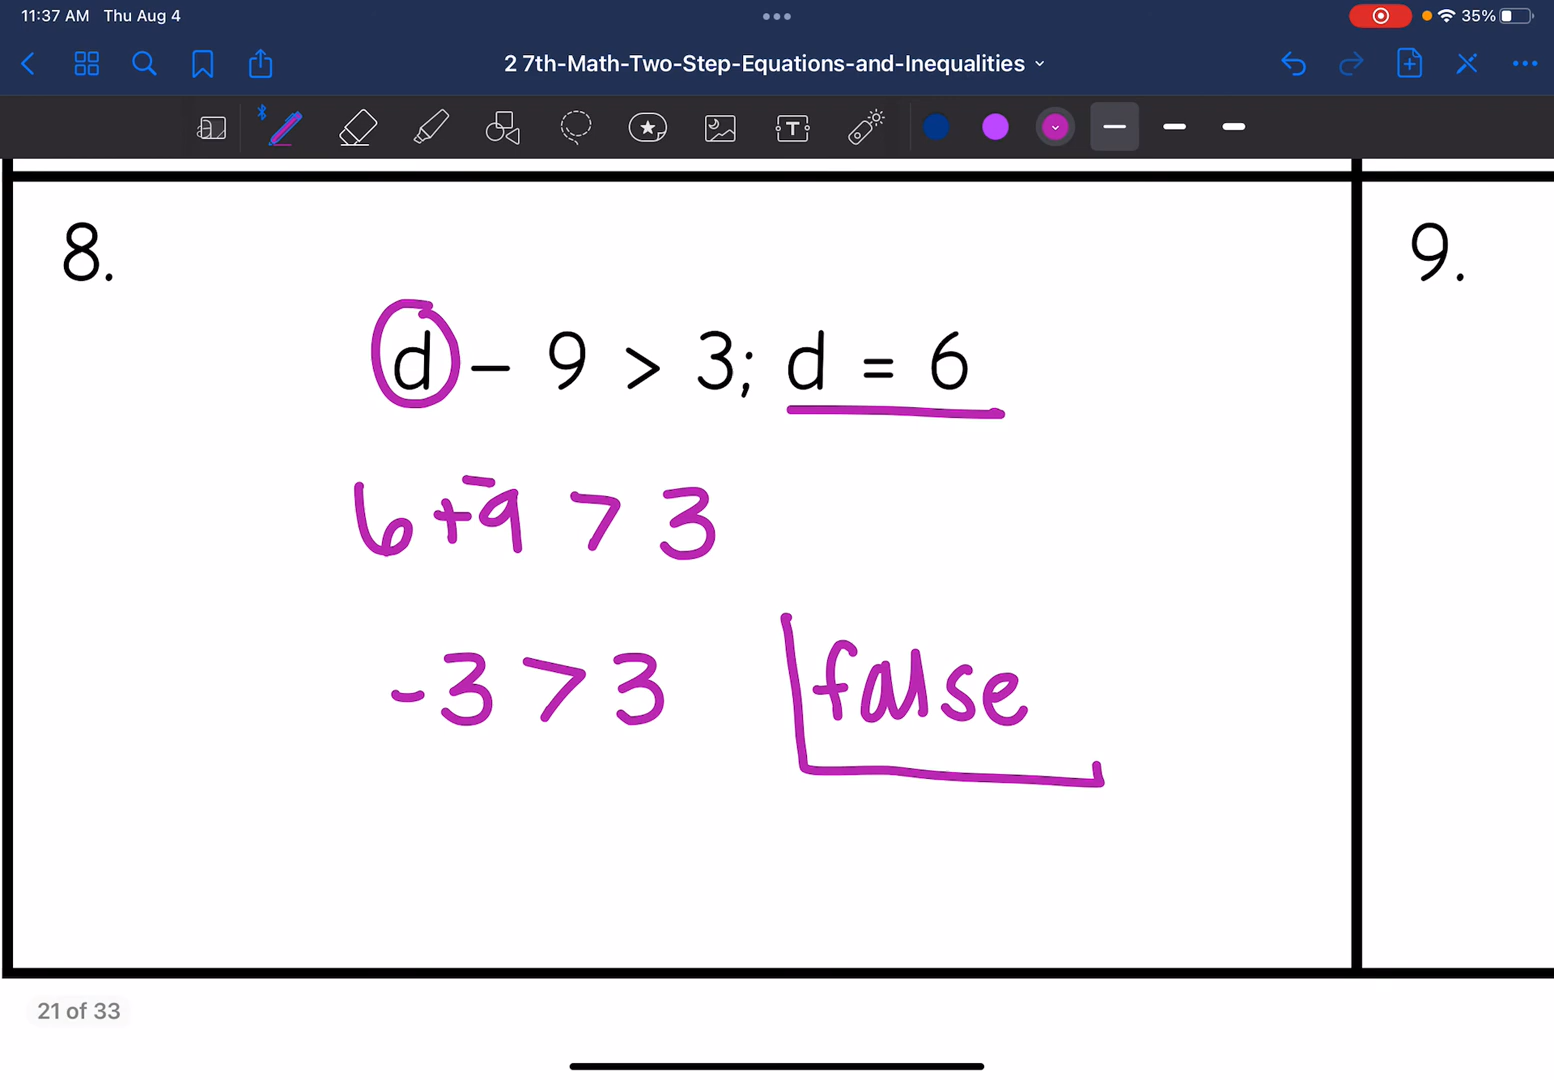 11:37 AM Thu Aug 4
35%
2 7th-Math-Two-Step-Equations-and-Inequalities
T
8.
9.
d - 9 > 3; d = 6
6 + -9 > 3
-3 > 3
false
21 of 33